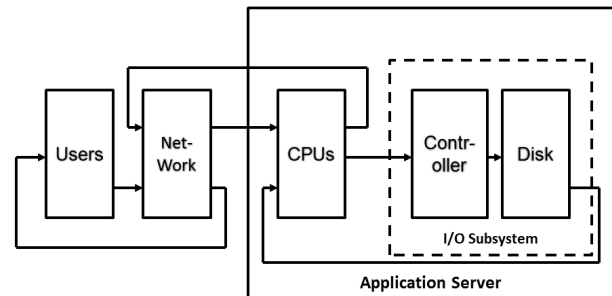 Users
Net-
Work
CPUs
Contr-
oller
Disk
I/O Subsystem
Application Server